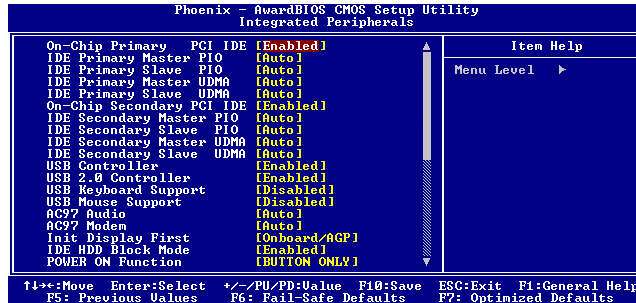 Phoenix - AwardBIOS CMOS Setup Utility
Integrated Peripherals
On-Chip Primary PCI IDE [Enabled]
IDE Primary Master PIO [Auto]
IDE Primary Slave PIO [Auto]
IDE Primary Master UDMA [Auto]
IDE Primary Slave UDMA [Auto]
On-Chip Secondary PCI IDE [Enabled]
IDE Secondary Master PIO [Auto]
IDE Secondary Slave PIO [Auto]
IDE Secondary Master UDMA [Auto]
IDE Secondary Slave UDMA [Auto]
USB Controller [Enabled]
USB 2.0 Controller [Enabled]
USB Keyboard Support [Disabled]
USB Mouse Support [Disabled]
AC97 Audio [Auto]
AC97 Modem [Auto]
Init Display First [Onboard/AGP]
IDE HDD Block Mode [Enabled]
POWER ON Function [BUTTON ONLY]
Item Help
Menu Level ▶
↑↓→←:Move Enter:Select +/-/PU/PD:Value F10:Save ESC:Exit F1:General Help
F5: Previous Values F6: Fail-Safe Defaults F7: Optimized Defaults